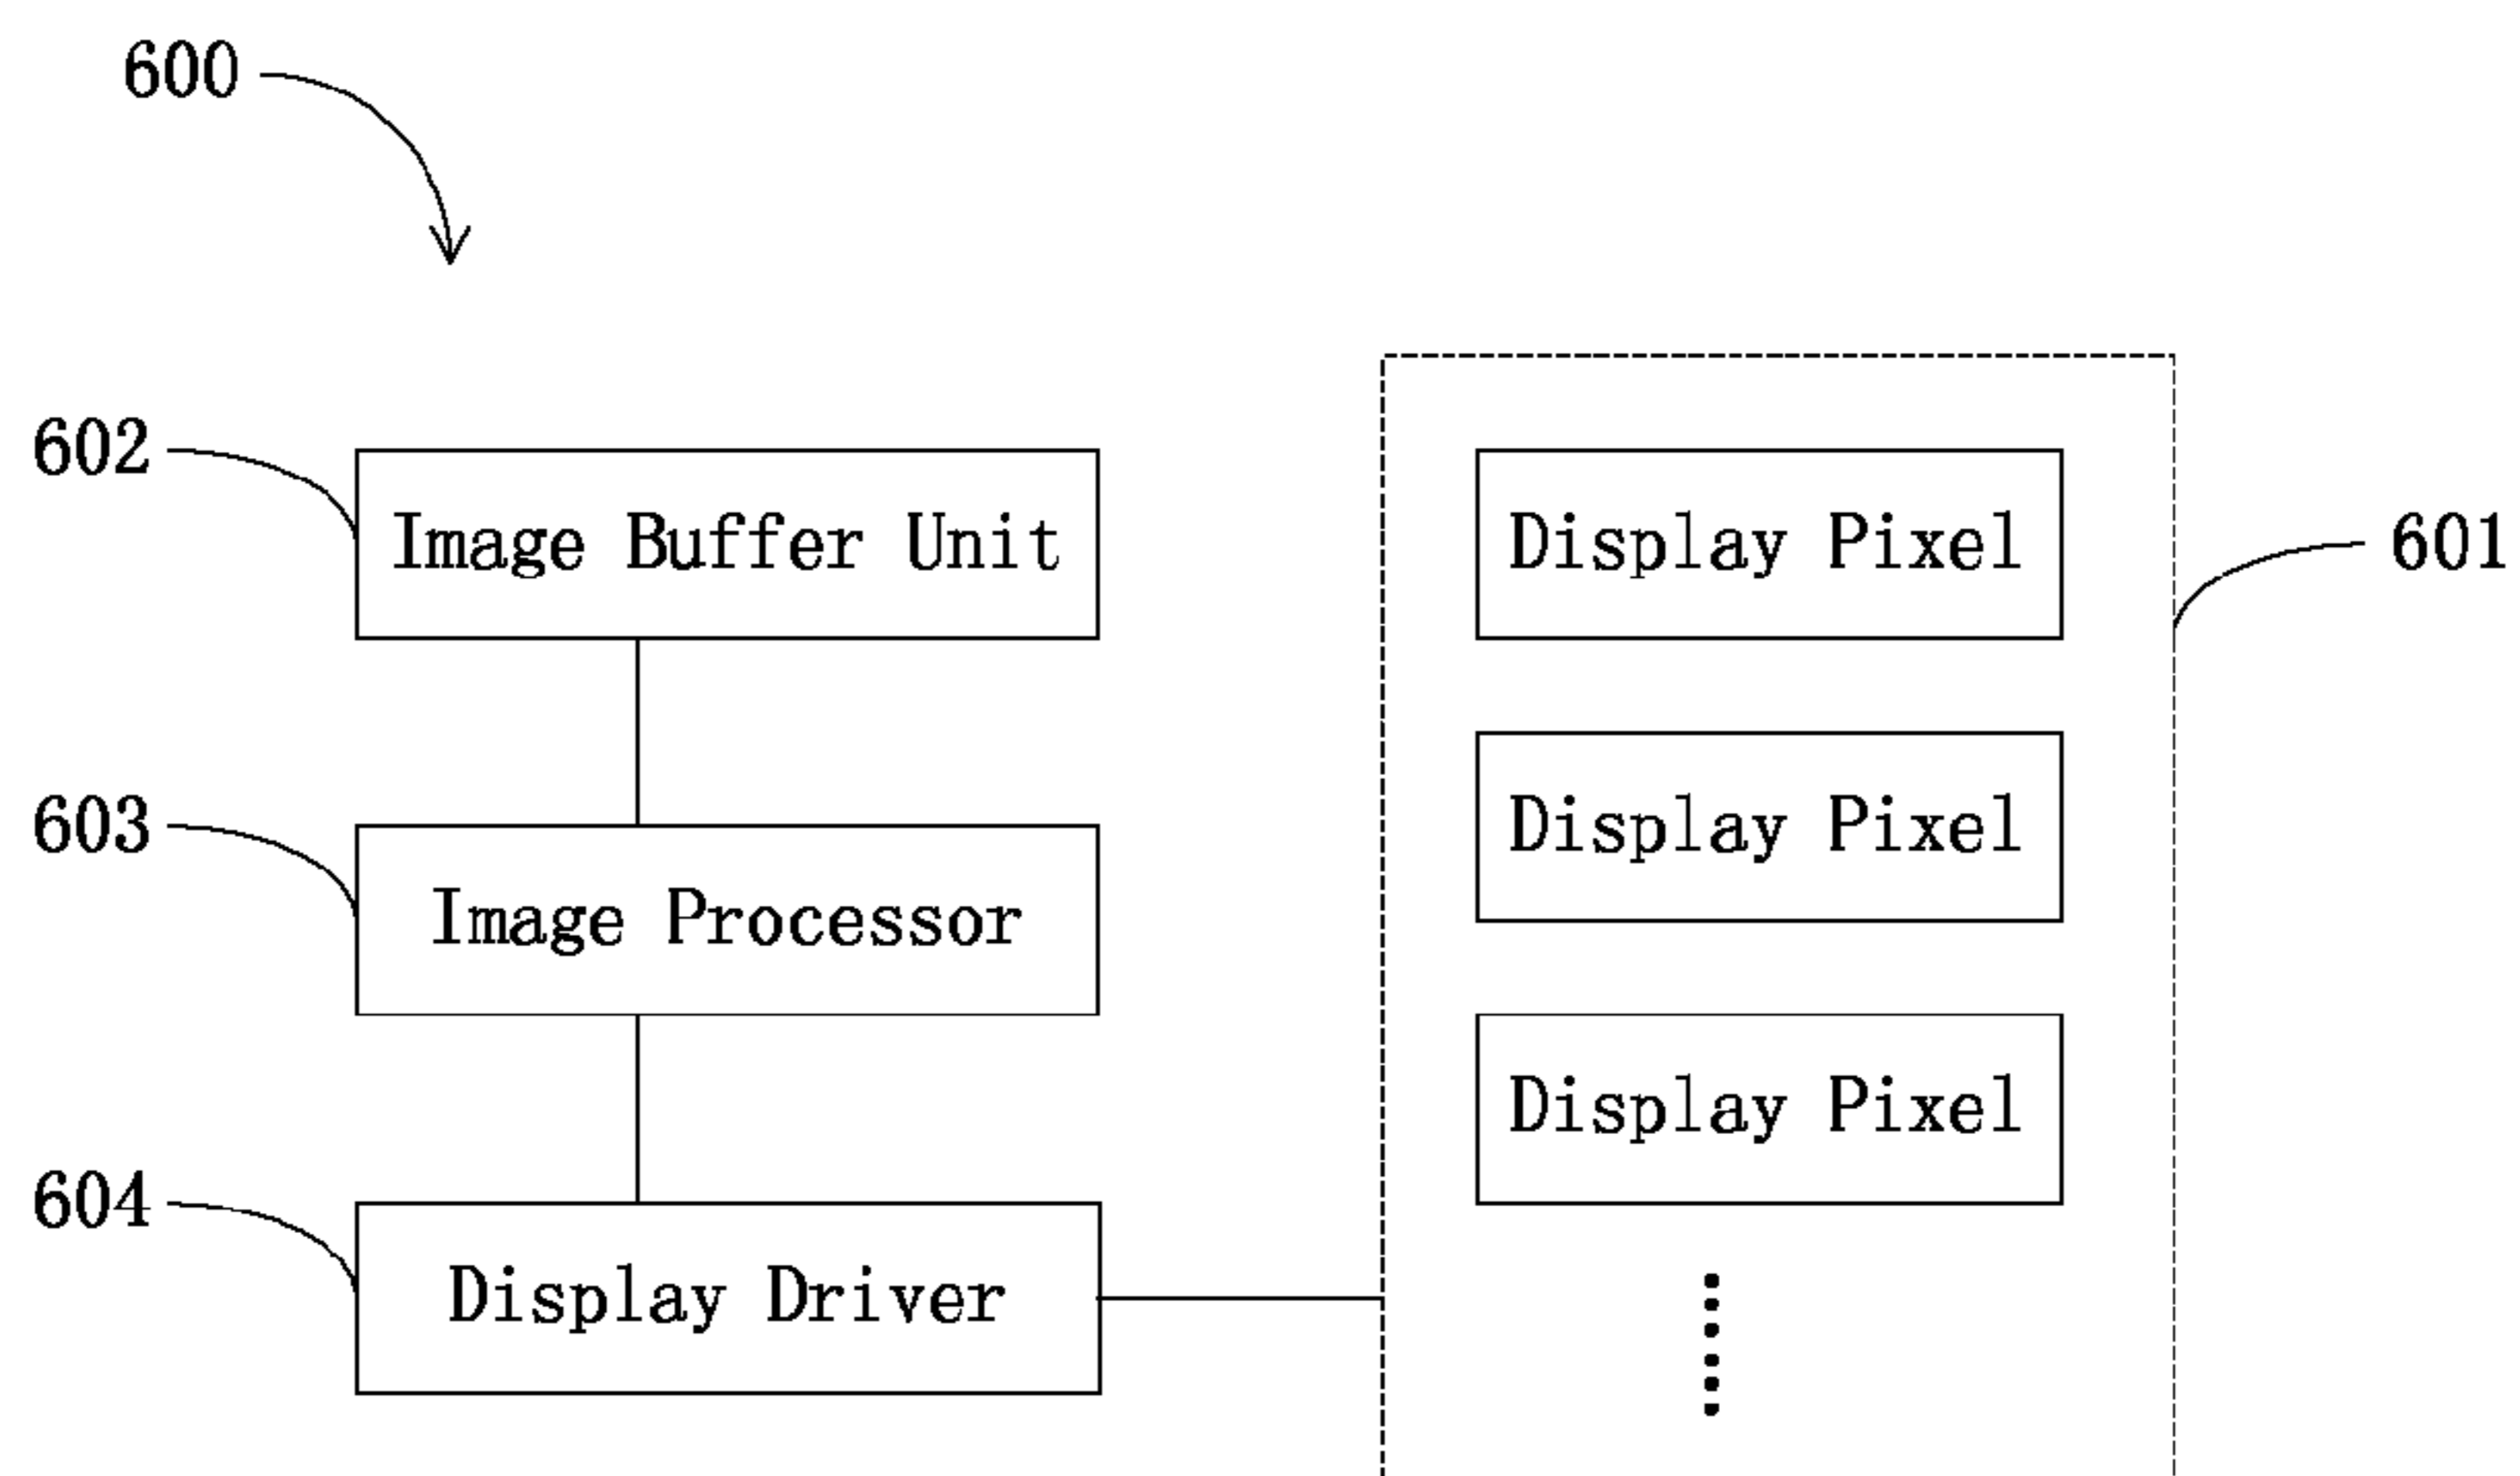 600
602
Image Buffer Unit
Display Pixel
601
Display Pixel
603
Image Processor
Display Pixel
604
Display Driver